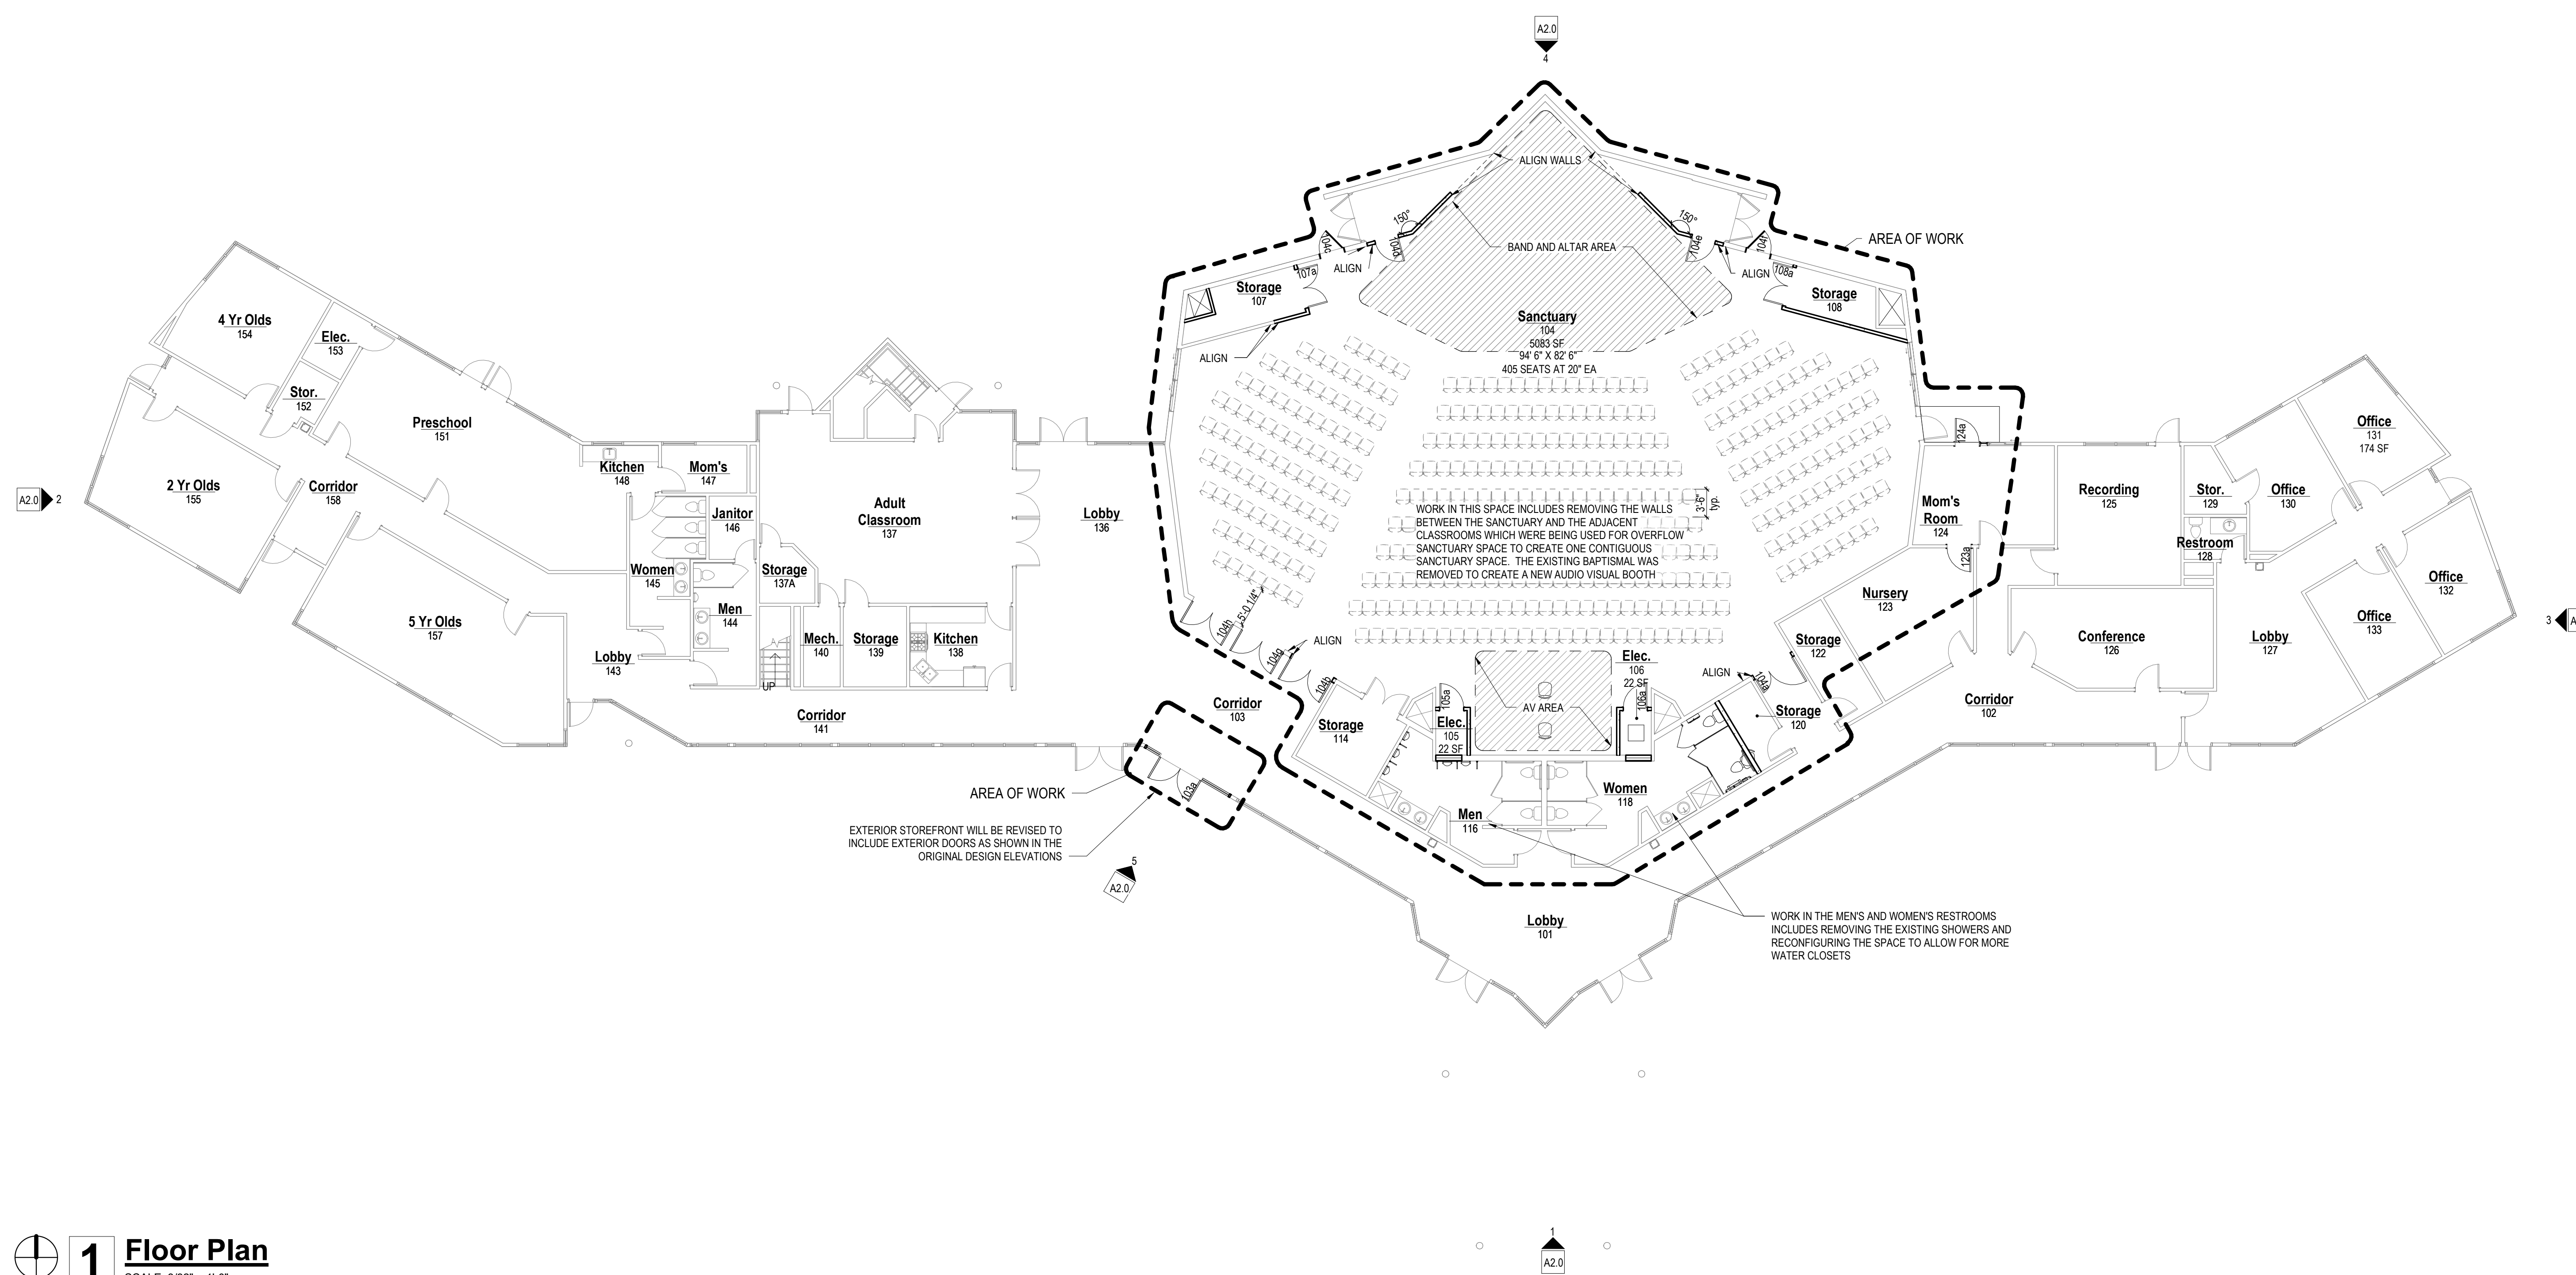 A2.0
4
ALIGN WALLS
150°
150°
104c
104d
104e
104f
BAND AND ALTAR AREA
AREA OF WORK
ALIGN
ALIGN
107a
108a
Storage
107
Storage
108
Sanctuary
104
5083 SF
94' 6" X 82' 6"
405 SEATS AT 20" EA
ALIGN
4 Yr Olds
154
Elec.
153
Stor.
152
Preschool
151
2 Yr Olds
155
Corridor
158
A2.0
2
Kitchen
148
Mom's
147
Janitor
146
Adult
Classroom
137
Lobby
136
Women
145
Storage
137A
Men
144
5 Yr Olds
157
Lobby
143
Mech.
140
Storage
139
Kitchen
138
UP
Corridor
141
3'-6"
typ.
WORK IN THIS SPACE INCLUDES REMOVING THE WALLS
BETWEEN THE SANCTUARY AND THE ADJACENT
CLASSROOMS WHICH WERE BEING USED FOR OVERFLOW
SANCTUARY SPACE TO CREATE ONE CONTIGUOUS
SANCTUARY SPACE.  THE EXISTING BAPTISMAL WAS
REMOVED TO CREATE A NEW AUDIO VISUAL BOOTH
124a
Mom's
Room
124
123a
Recording
125
Stor.
129
Office
130
Office
131
174 SF
Restroom
128
Office
132
Office
133
Nursery
123
Conference
126
Lobby
127
3
Storage
122
5'-0 1/4"
104h
104g
ALIGN
104b
Elec.
106
22 SF
106a
ALIGN
104a
Corridor
103
Storage
114
105a
Elec.
105
22 SF
AV AREA
Storage
120
Corridor
102
103a
AREA OF WORK
Women
118
Men
116
EXTERIOR STOREFRONT WILL BE REVISED TO
INCLUDE EXTERIOR DOORS AS SHOWN IN THE
ORIGINAL DESIGN ELEVATIONS
5
A2.0
Lobby
101
WORK IN THE MEN'S AND WOMEN'S RESTROOMS
INCLUDES REMOVING THE EXISTING SHOWERS AND
RECONFIGURING THE SPACE TO ALLOW FOR MORE
WATER CLOSETS
1
A2.0
1
Floor Plan